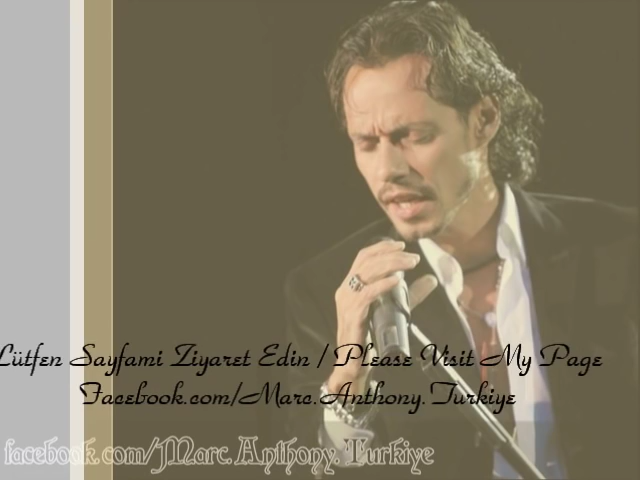 Lütfen Sayfami Ziyaret Edin / Please Visit My Page
Facebook.com/Marc.Anthony.Turkiye
facebook.com/Marc.Anthony.Turkiye